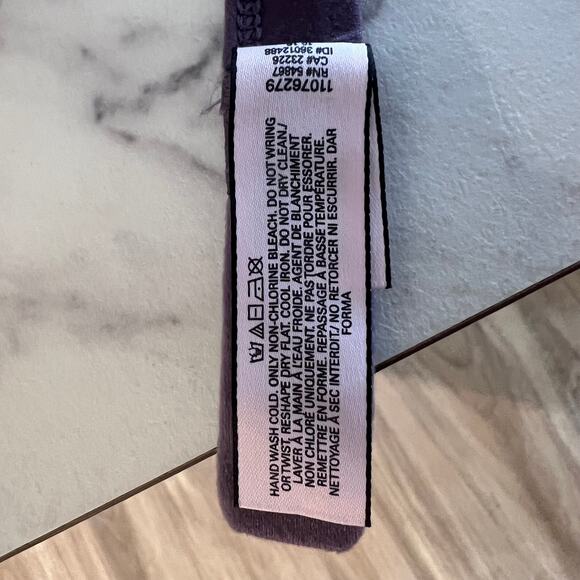 HAND WASH COLD. ONLY NON-CHLORINE BLEACH. DO NOT WRING
OR TWIST, RESHAPE DRY FLAT. COOL IRON. DO NOT DRY CLEAN./
LAVER À LA MAIN À L'EAU FROIDE. AGENT DE BLANCHIMENT
NON CHLORÉ UNIQUEMENT. NE PAS TORDRE POUR ESSORER.
REMETTRE EN FORME. REPASSAGE À BASSE TEMPÉRATURE.
NETTOYAGE À SEC INTERDIT./ NO RETORCER NI ESCURRIR. DAR
FORMA
11076279
RN# 54867
CA# 23226
ID# 36012488